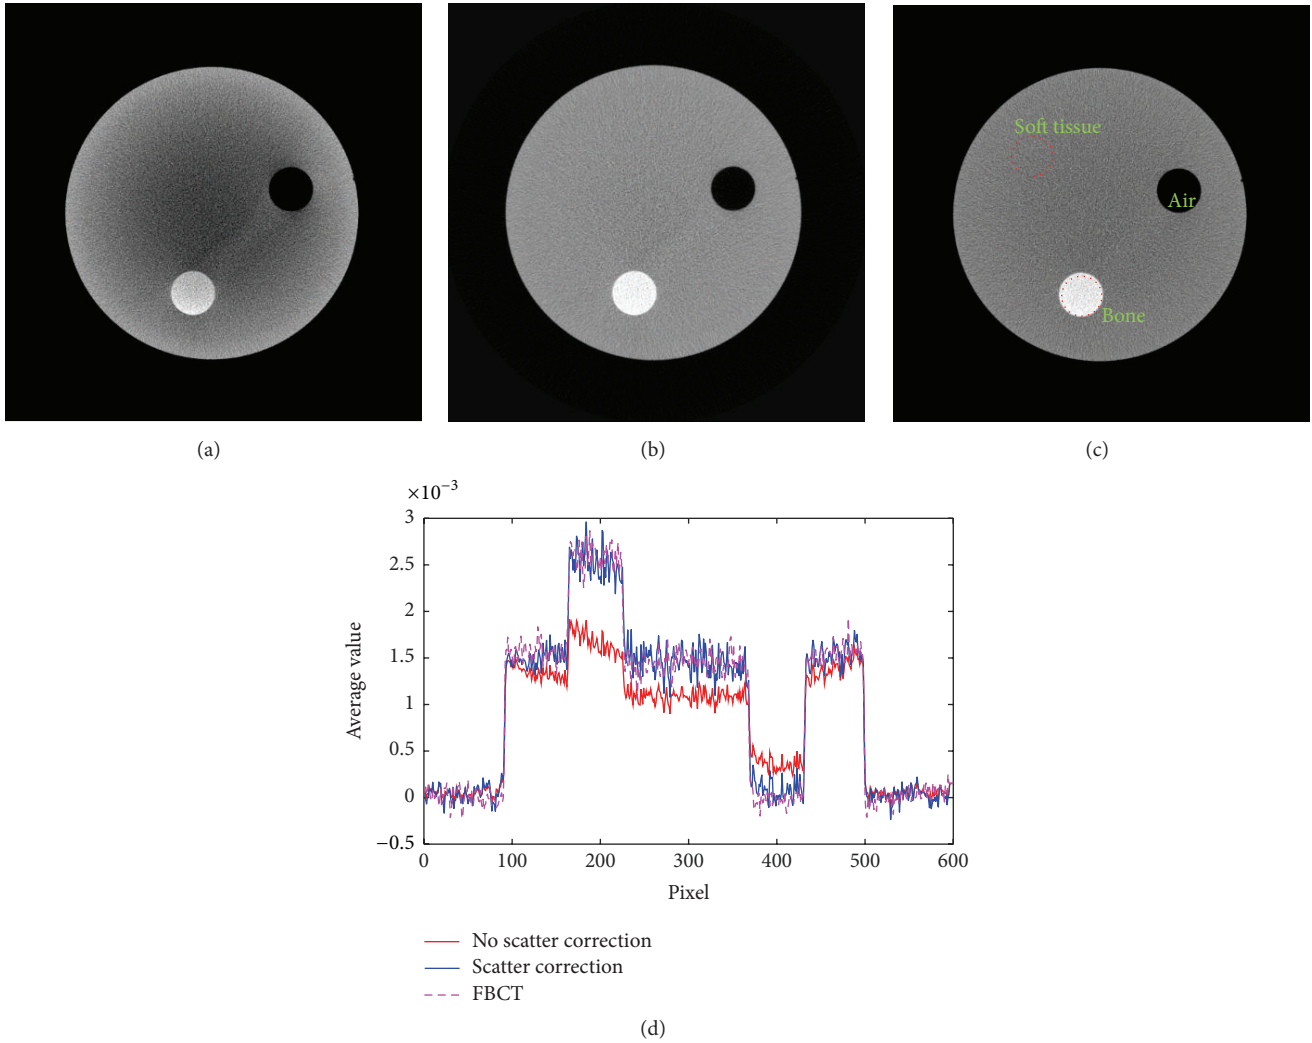 Soft tissue
Air
Bone
(a)
(b)
(c)
×10−3
3
2.5
2
1.5
1
0.5
0
−0.5
Average value
0 100 200 300 400 500 600
Pixel
No scatter correction
Scatter correction
FBCT
(d)